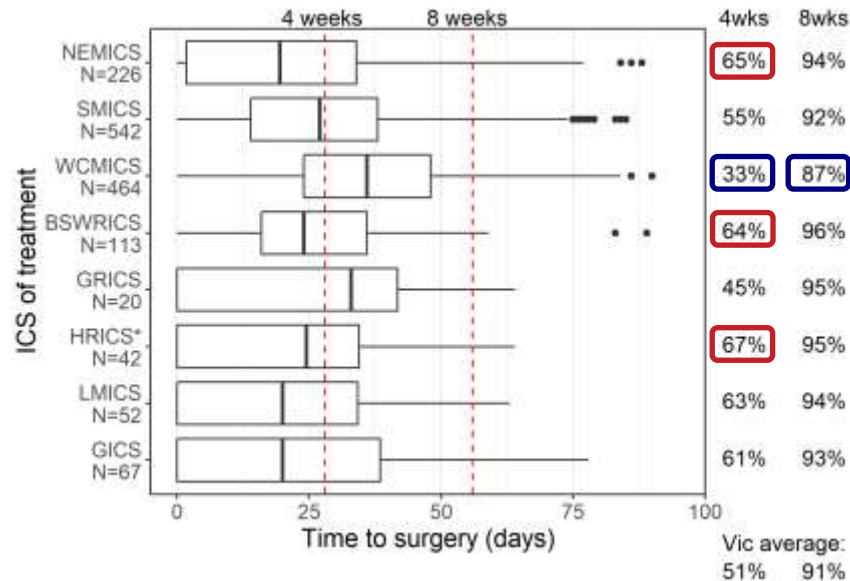 4 weeks 8 weeks 4wks 8wks
NEMICS
N=226 65% 94%
SMICS
N=542 55% 92%
WCMICS
N=464 33% 87%
BSWRICS
N=113 64% 96%
GRICS
N=20 45% 95%
HRICS*
N=42 67% 95%
LMICS
N=52 63% 94%
GICS
N=67 61% 93%
ICS of treatment
0 25 50 75 100
Time to surgery (days)
Vic average:
51% 91%